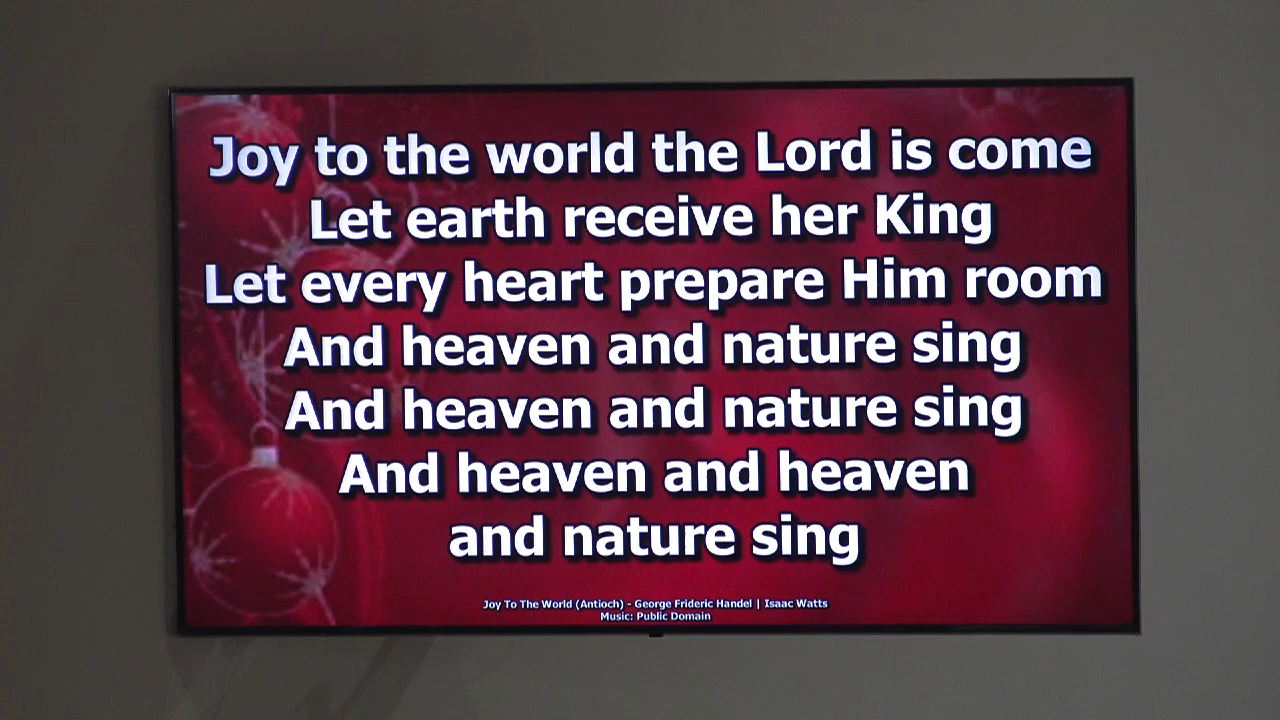 Joy to the world the Lord is come
Let earth receive her King
Let every heart prepare Him room
And heaven and nature sing
And heaven and nature sing
And heaven and heaven
and nature sing
Joy To The World (Antioch) - George Frideric Handel | Isaac Watts
Music: Public Domain